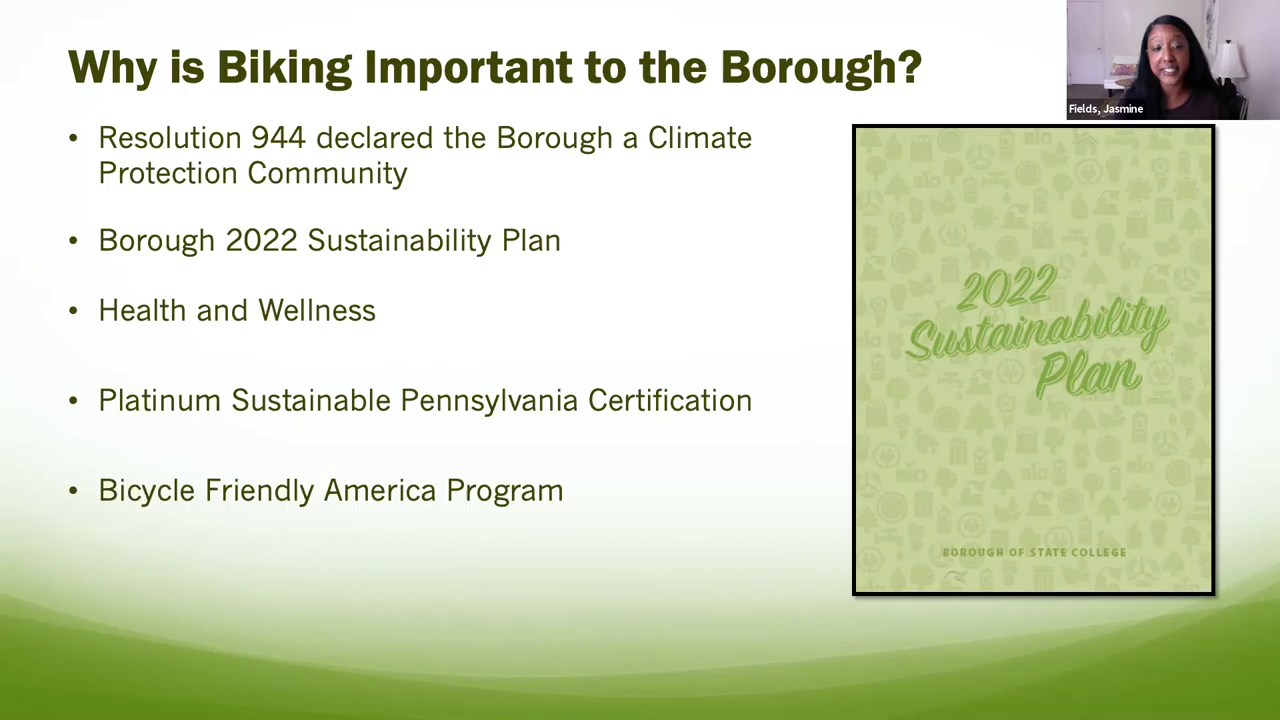 Why is Biking Important to the Borough?
Fields, Jasmine
• Resolution 944 declared the Borough a Climate
Protection Community
• Borough 2022 Sustainability Plan
• Health and Wellness
• Platinum Sustainable Pennsylvania Certification
• Bicycle Friendly America Program
2022
Sustainability
Plan
BOROUGH OF STATE COLLEGE